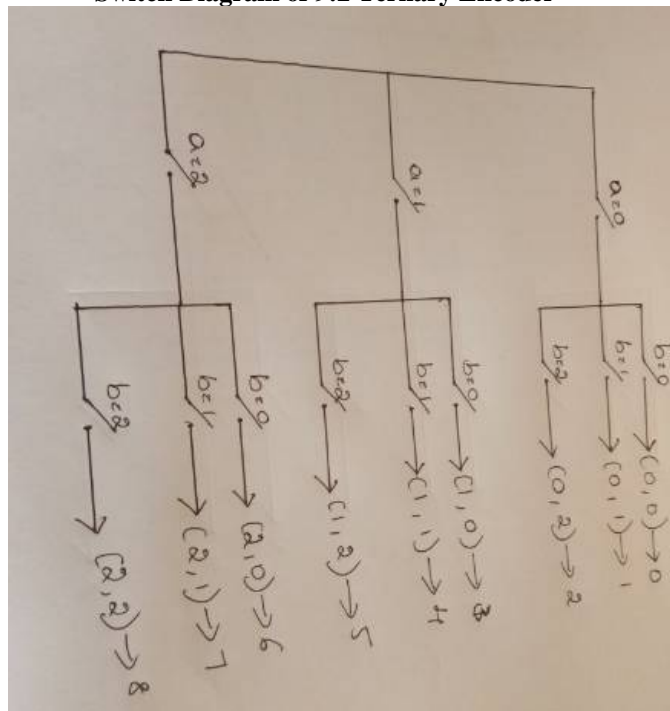 Switch Diagram of 9:2 Ternary Encoder
a=0
b=0 → (0,0) → 0
b=1 → (0,1) → 1
b=2 → (0,2) → 2
a=1
b=0 → (1,0) → 3
b=1 → (1,1) → 4
b=2 → (1,2) → 5
a=2
b=0 → (2,0) → 6
b=1 → (2,1) → 7
b=2 → (2,2) → 8